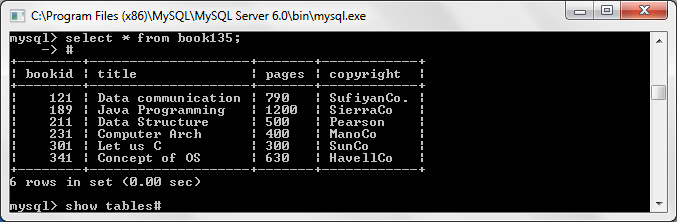 C:\Program Files (x86)\MySQL\MySQL Server 6.0\bin\mysql.exe
mysql> select * from book135;
    -> #
+--------+--------------------+-------+------------+
| bookid | title              | pages | copyright  |
+--------+--------------------+-------+------------+
|    121 | Data communication | 790   | SufiyanCo. |
|    189 | Java Programming   | 1200  | SierraCo   |
|    211 | Data Structure     | 500   | Pearson    |
|    231 | Computer Arch      | 400   | ManoCo     |
|    301 | Let us C           | 300   | SunCo      |
|    341 | Concept of OS      | 630   | HavellCo   |
+--------+--------------------+-------+------------+
6 rows in set (0.00 sec)
mysql> show tables#